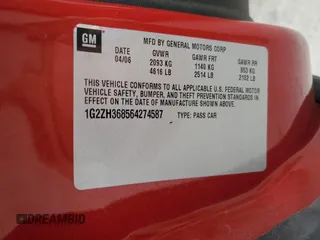 GM
MFD BY GENERAL MOTORS CORP
DATE GVWR GAWR FRT GAWR RR
04/06 2093 KG 1140 KG 953 KG
4616 LB 2514 LB 2102 LB
THIS VEHICLE CONFORMS TO ALL APPLICABLE U.S. FEDERAL MOTOR
VEHICLE SAFETY, BUMPER, AND THEFT PREVENTION STANDARDS
IN EFFECT ON THE DATE OF MANUFACTURE SHOWN ABOVE.
1G2ZH368564274587
TYPE: PASS CAR
DREAMBID